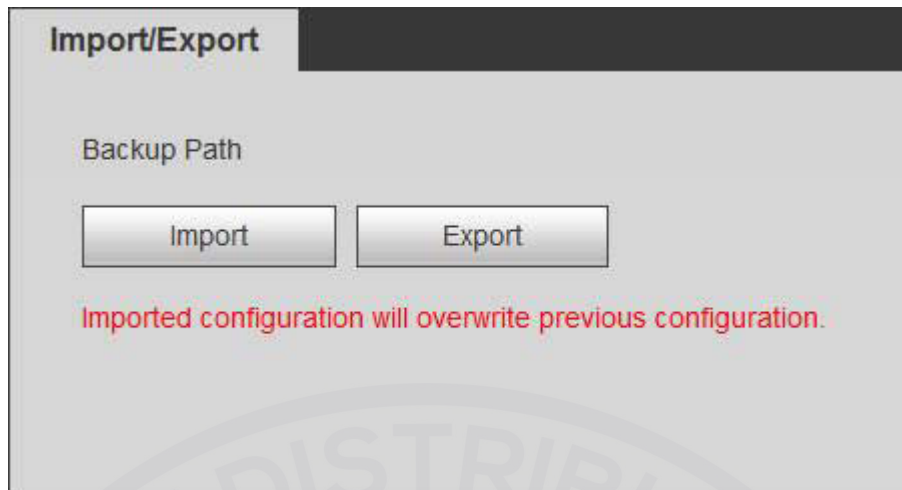 Import/Export
Backup Path
Import Export
Imported configuration will overwrite previous configuration.